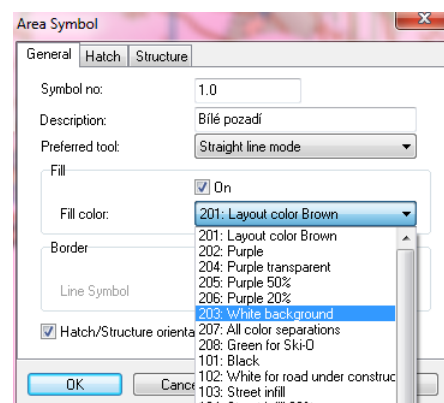 Area Symbol
General Hatch Structure
Symbol no: 1.0
Description: Bílé pozadí
Preferred tool: Straight line mode
Fill
On
Fill color: 201: Layout color Brown
201: Layout color Brown
202: Purple
204: Purple transparent
205: Purple 50%
206: Purple 20%
203: White background
207: All color separations
208: Green for Ski-O
101: Black
102: White for road under construc
103: Street infill
Border
Line Symbol
Hatch/Structure orienta
OK Cance